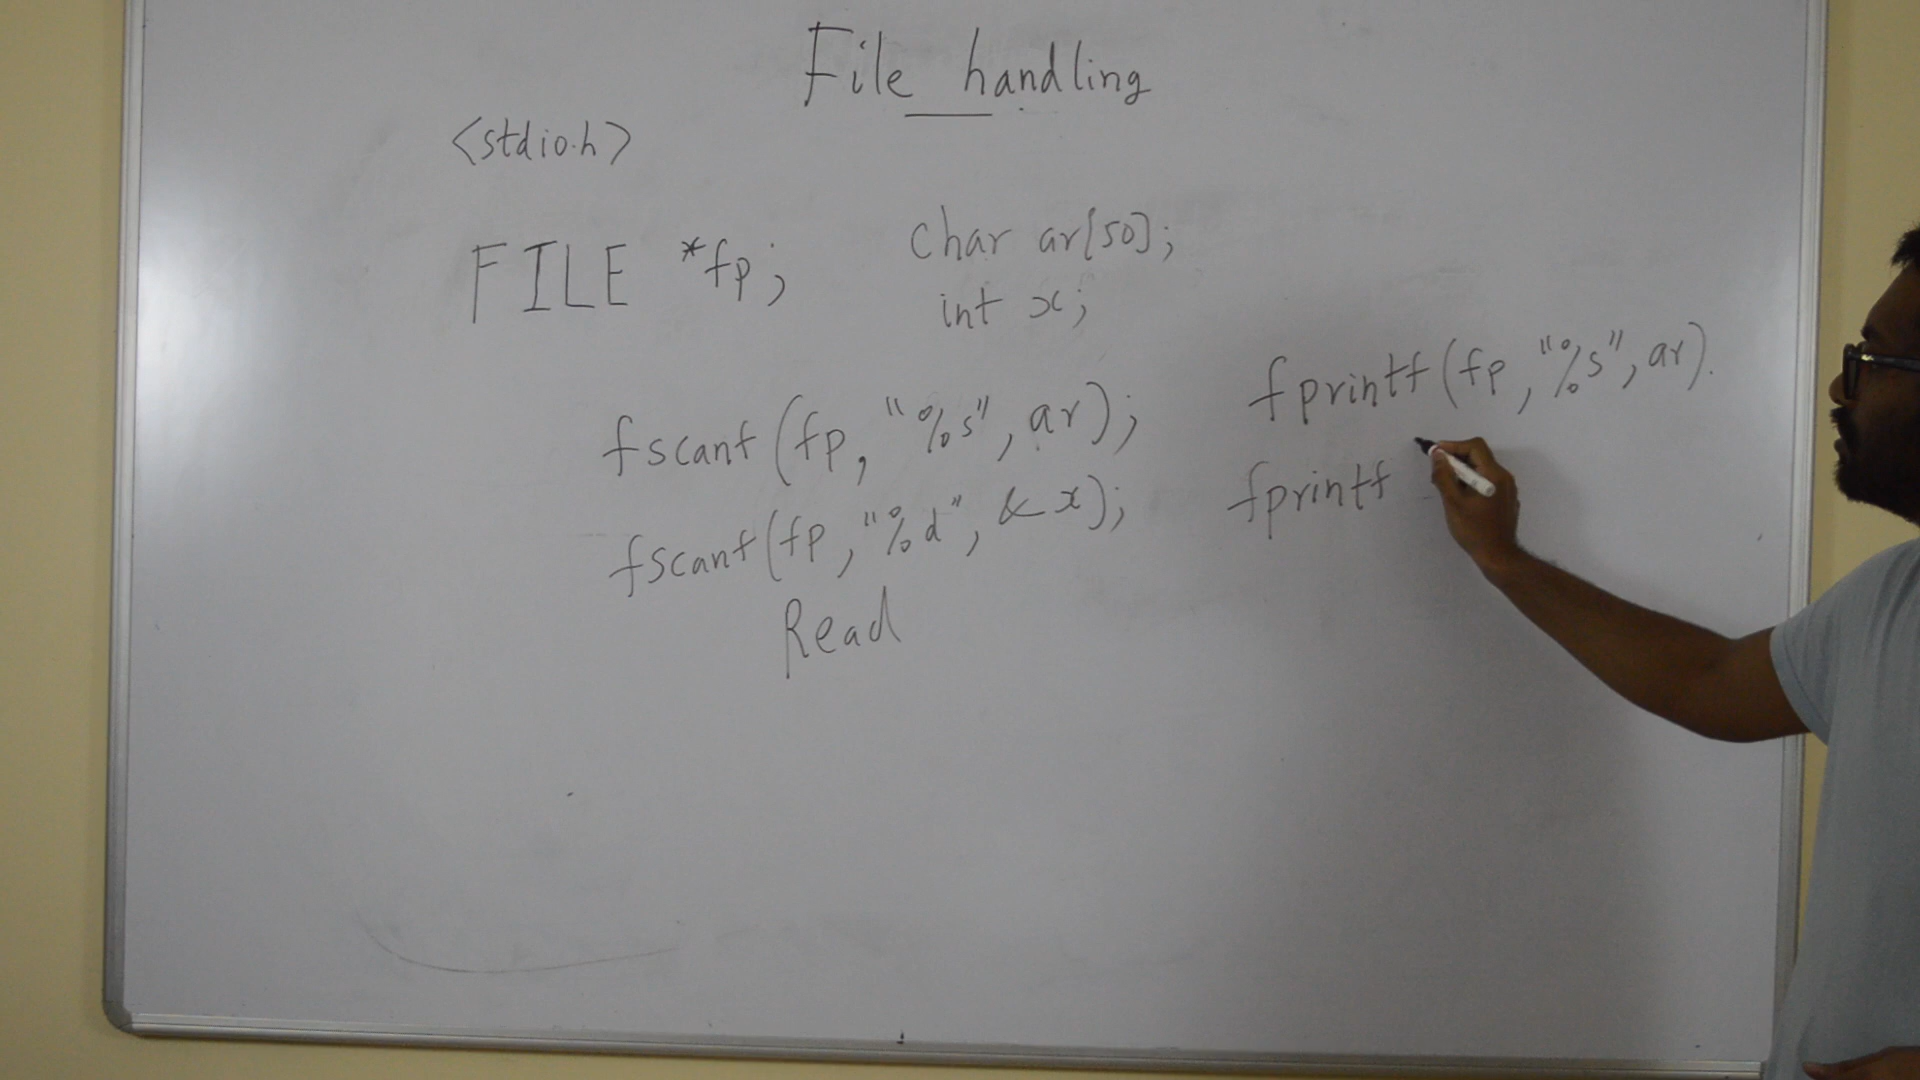 File handling
<stdio.h>
FILE *fp;
char ar[50];
int x;
fscanf(fp, "%s", ar);
fscanf(fp, "%d", &x);
Read
fprintf(fp, "%s", ar).
fprintf